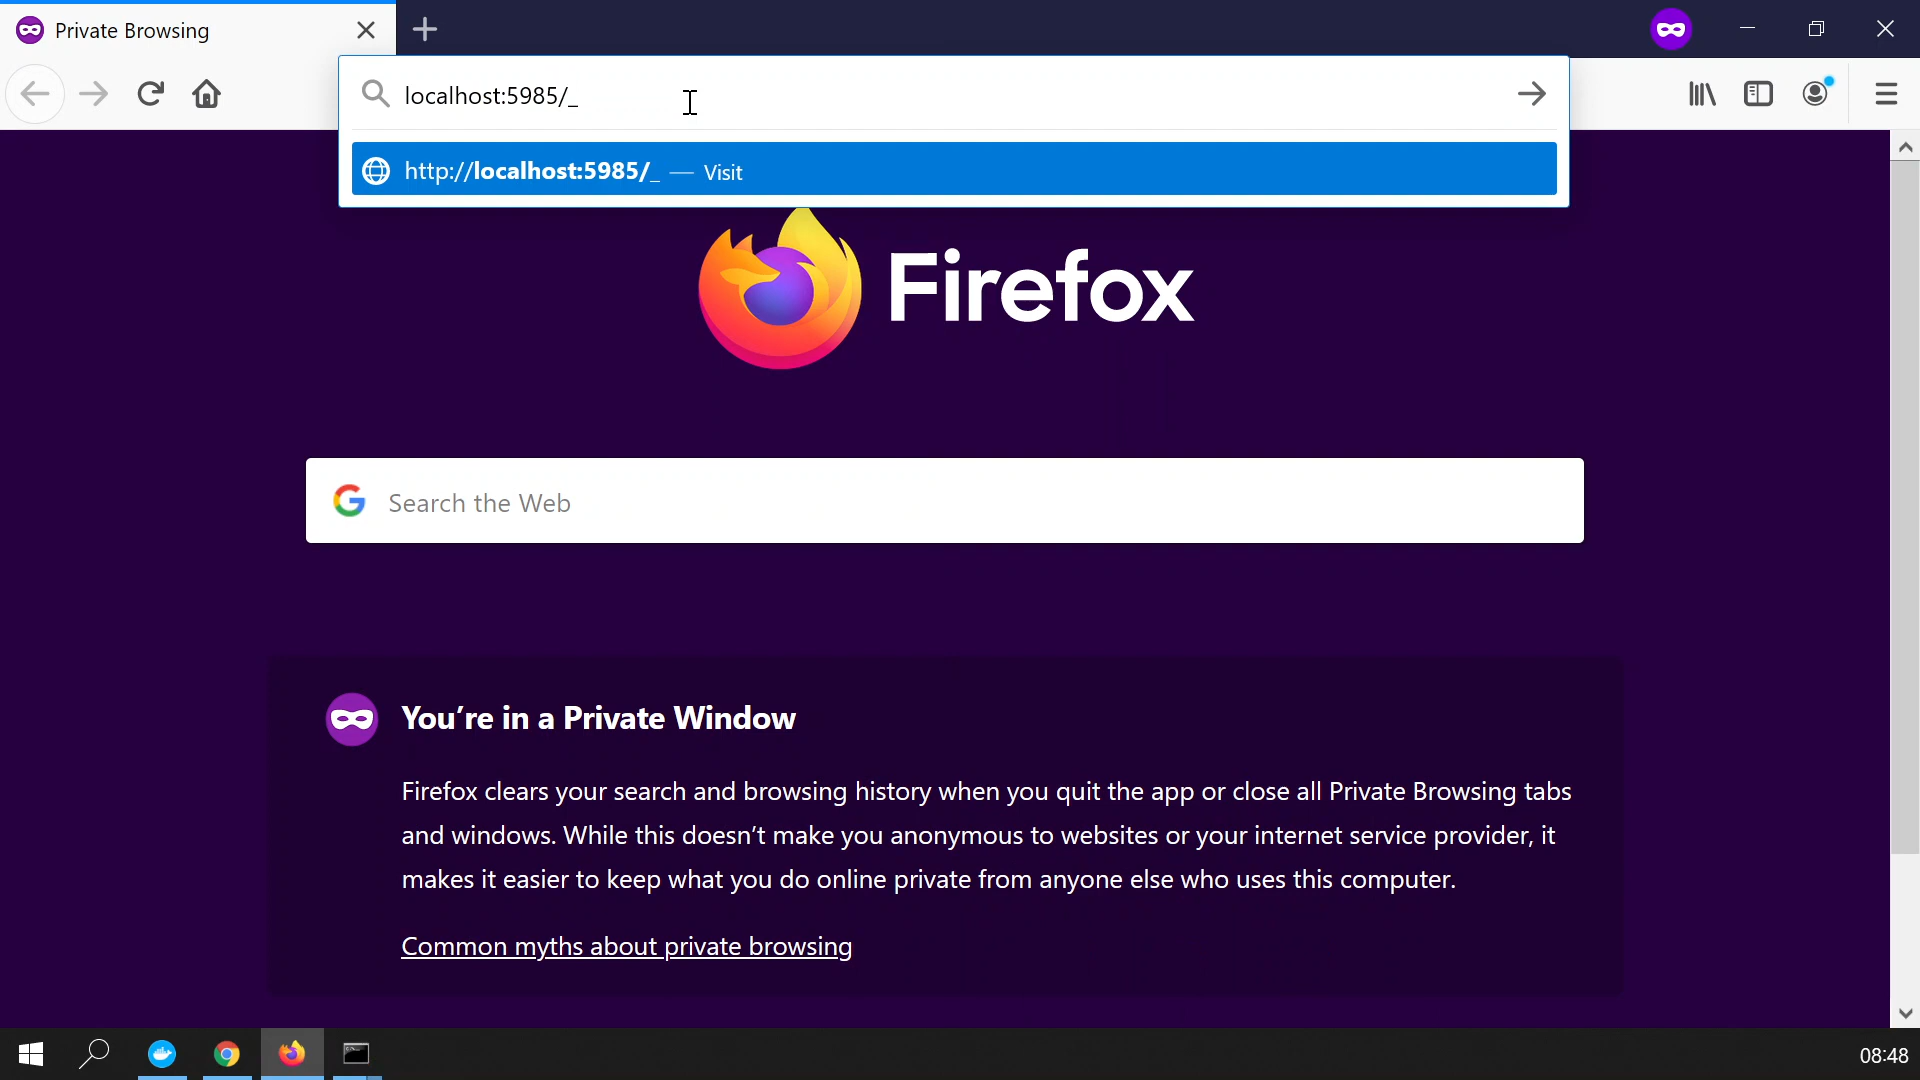 Private Browsing
localhost:5985/_
http://localhost:5985/_ — Visit
Firefox
Search the Web
You’re in a Private Window
Firefox clears your search and browsing history when you quit the app or close all Private Browsing tabs
and windows. While this doesn’t make you anonymous to websites or your internet service provider, it
makes it easier to keep what you do online private from anyone else who uses this computer.
Common myths about private browsing
08:48